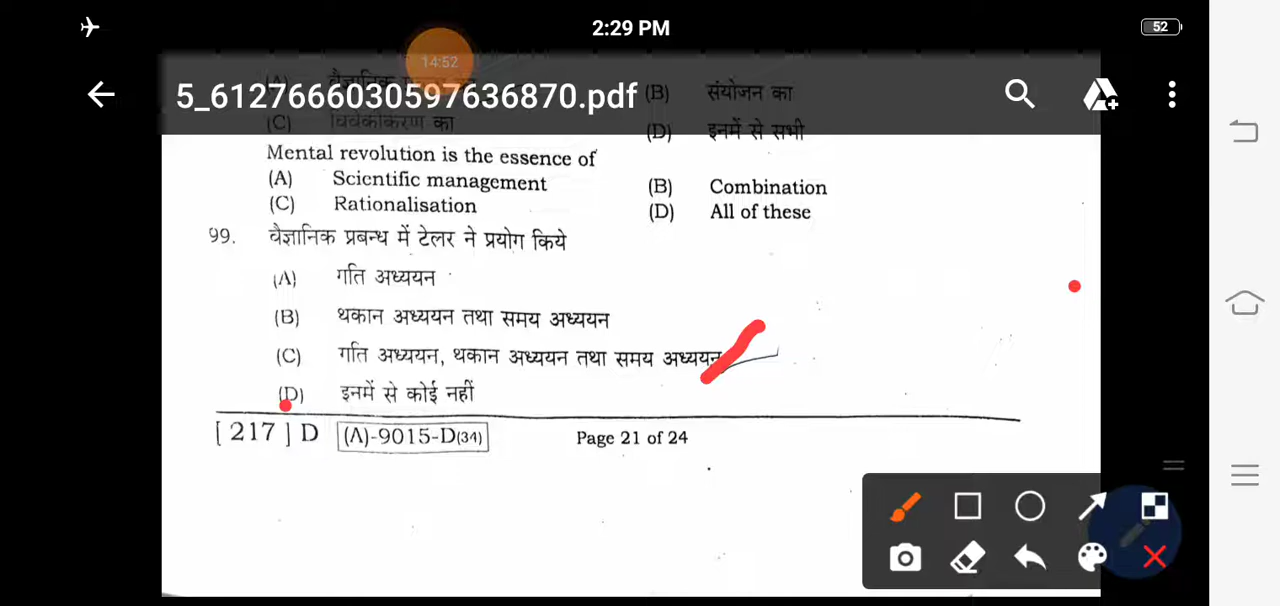 2:29 PM
52
14:52
5_6127666030597636870.pdf
(B) संयोजन का
(C) विवेकीकरण का
(D) इनमें से सभी
Mental revolution is the essence of
(A) Scientific management
(B) Combination
(C) Rationalisation
(D) All of these
99. वैज्ञानिक प्रबन्ध में टेलर ने प्रयोग किये
(A) गति अध्ययन
(B) थकान अध्ययन तथा समय अध्ययन
(C) गति अध्ययन, थकान अध्ययन तथा समय अध्ययन
(D) इनमें से कोई नहीं
[ 217 ] D (A)-9015-D(34) Page 21 of 24